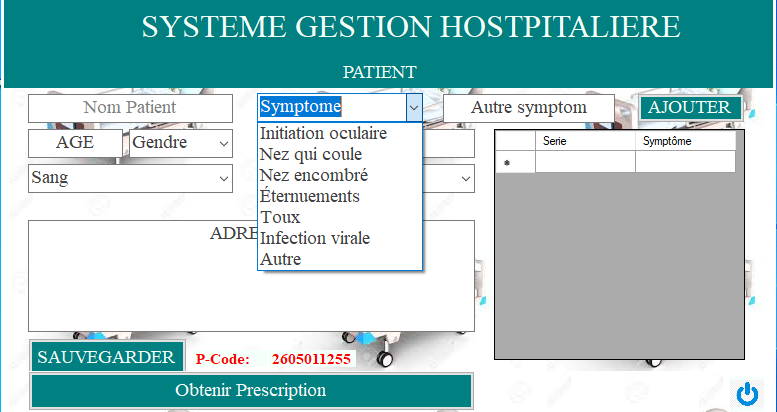 SYSTEME GESTION HOSTPITALIERE
PATIENT
Nom Patient
Symptome
Autre symptom
AJOUTER
Initiation oculaire
Nez qui coule
Nez encombré
Éternuements
Toux
Infection virale
Autre
AGE
Gendre
Sang
ADRE
Serie
Symptôme
SAUVEGARDER
P-Code: 2605011255
Obtenir Prescription